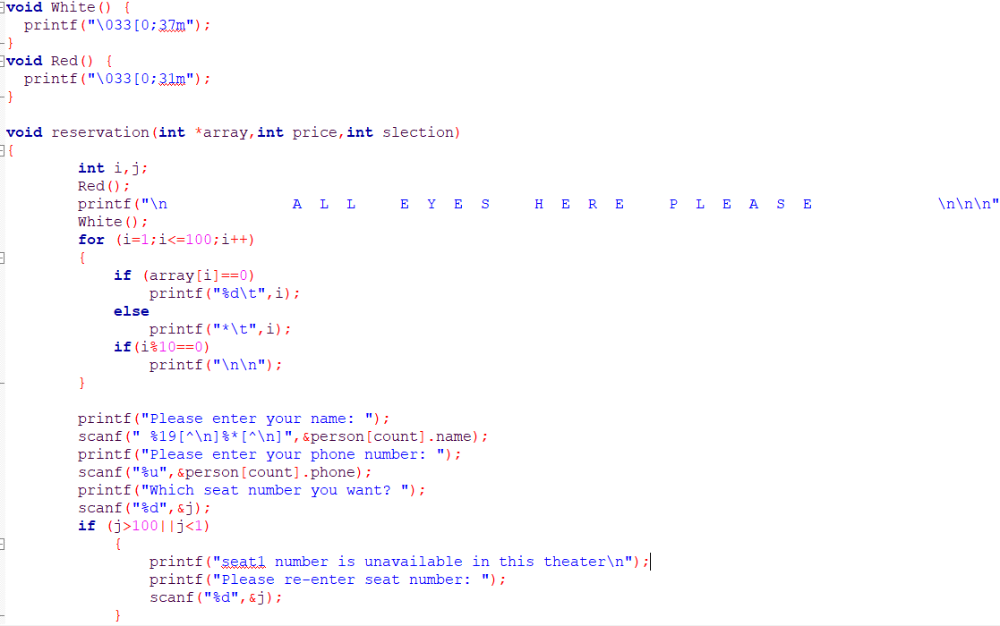 void White() {
  printf("\033[0;37m");
}
void Red() {
  printf("\033[0;31m");
}
void reservation(int *array,int price,int slection)
{
        int i,j;
        Red();
        printf("\n              A  L  L     E  Y  E  S     H  E  R  E     P  L  E  A  S  E              \n\n\n"
        White();
        for (i=1;i<=100;i++)
        {
            if (array[i]==0)
                printf("%d\t",i);
            else
                printf("*\t",i);
            if(i%10==0)
                printf("\n\n");
        }
        printf("Please enter your name: ");
        scanf(" %19[^\n]%*[^\n]",&person[count].name);
        printf("Please enter your phone number: ");
        scanf("%u",&person[count].phone);
        printf("Which seat number you want? ");
        scanf("%d",&j);
        if (j>100||j<1)
            {
                printf("seat1 number is unavailable in this theater\n");
                printf("Please re-enter seat number: ");
                scanf("%d",&j);
            }